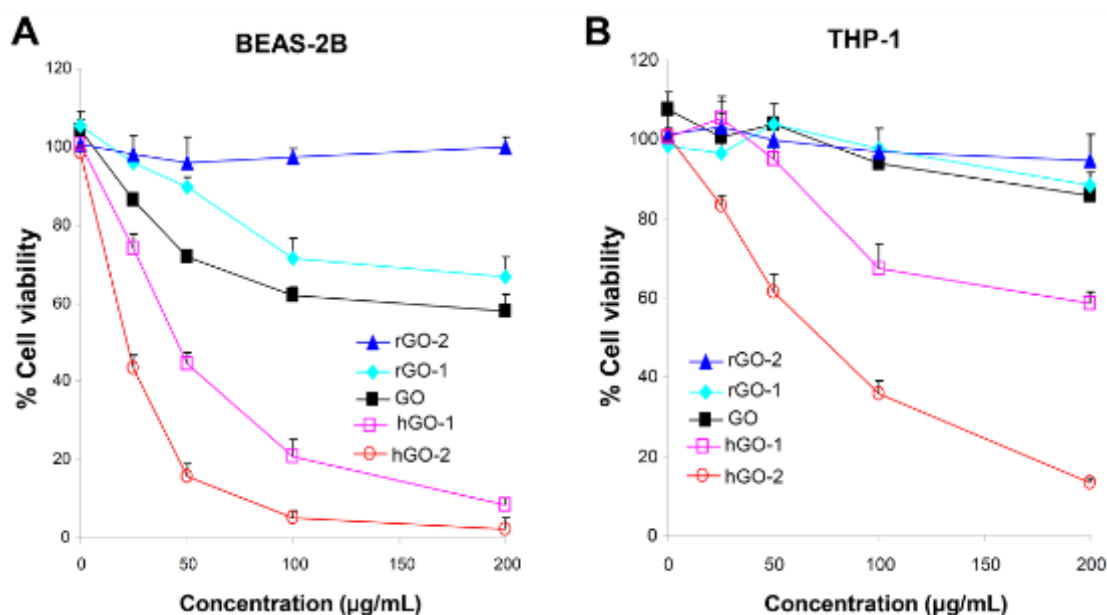 A
BEAS-2B
120
100
80
60
40
20
0
% Cell viability
rGO-2
rGO-1
GO
hGO-1
hGO-2
0 50 100 150 200
Concentration (µg/mL)
B
THP-1
120
100
80
60
40
20
0
% Cell viability
rGO-2
rGO-1
GO
hGO-1
hGO-2
0 50 100 150 200
Concentration (µg/mL)